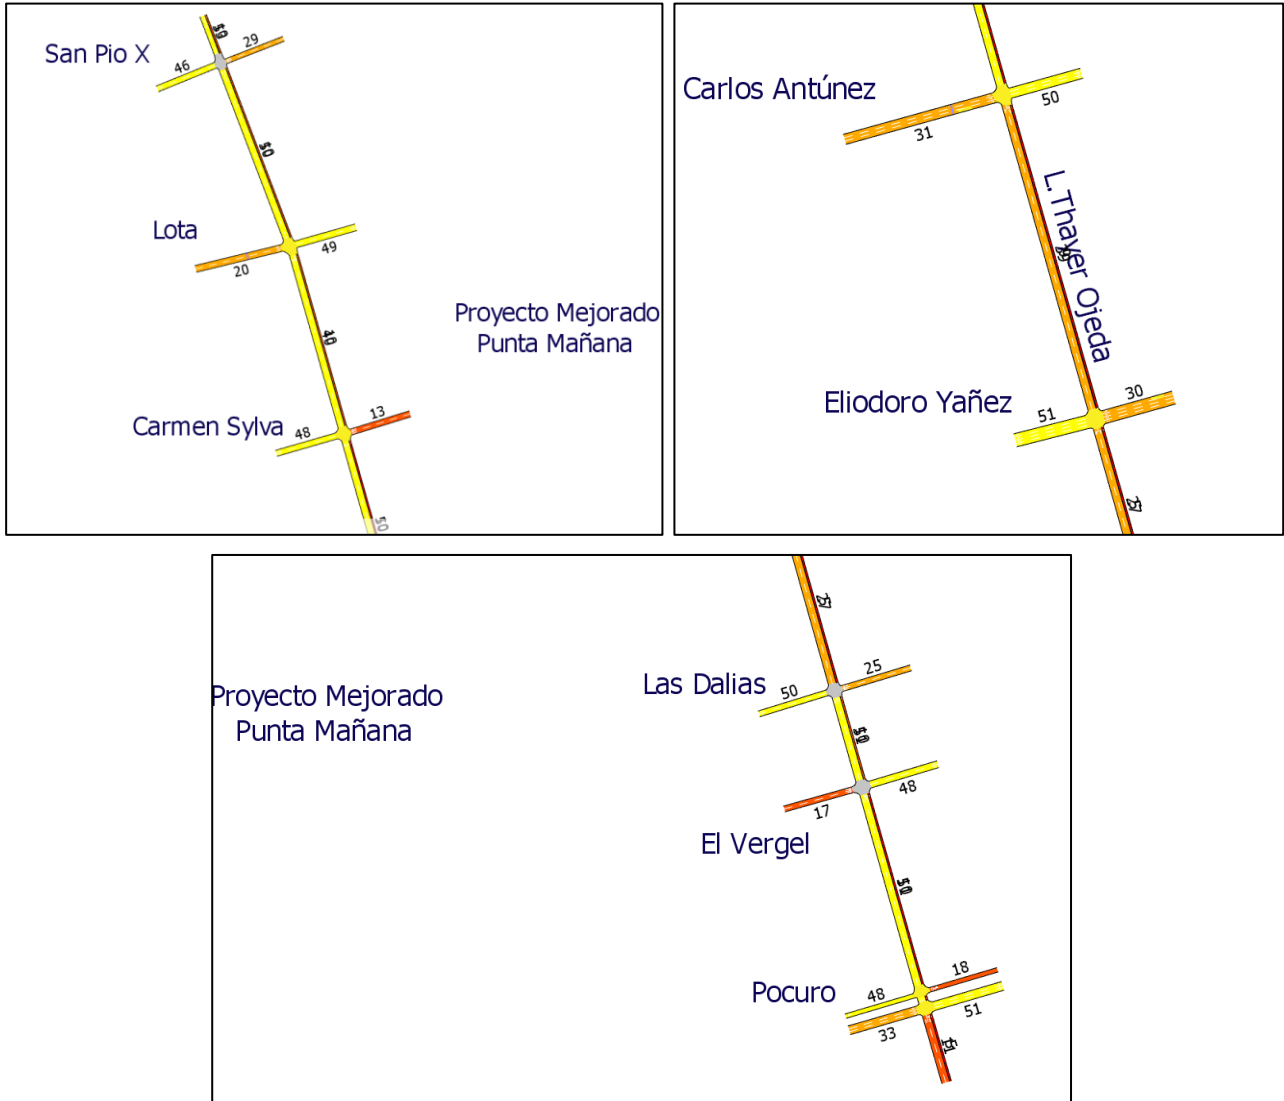 San Pio X
46
29
50
Lota
20
49
40
Proyecto Mejorado
Punta Mañana
Carmen Sylva
48
13
50
Carlos Antúnez
31
50
L.Thayer Ojeda
Eliodoro Yañez
51
30
Proyecto Mejorado
Punta Mañana
Las Dalias
50
25
17
48
El Vergel
Pocuro
48
18
33
51